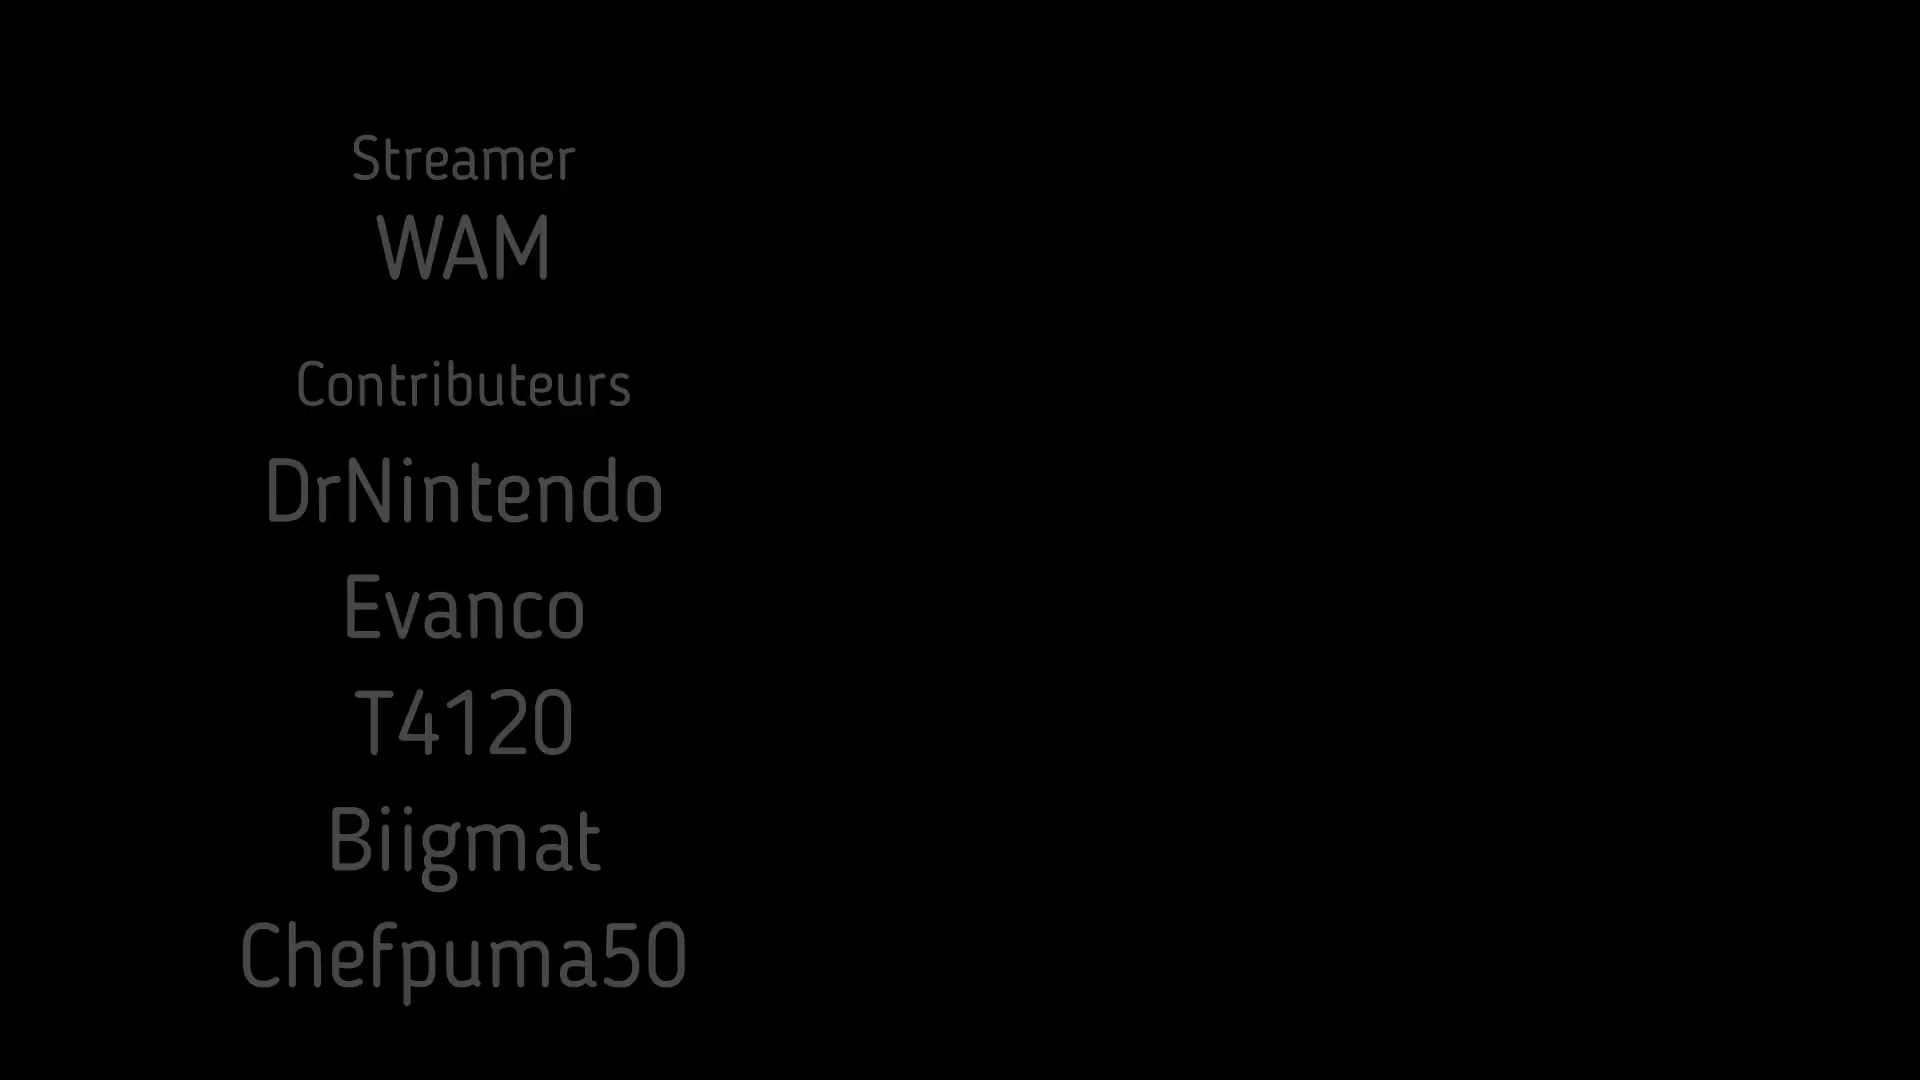 Streamer
WAM
Contributeurs
DrNintendo
Evanco
T4120
Biigmat
Chefpuma50